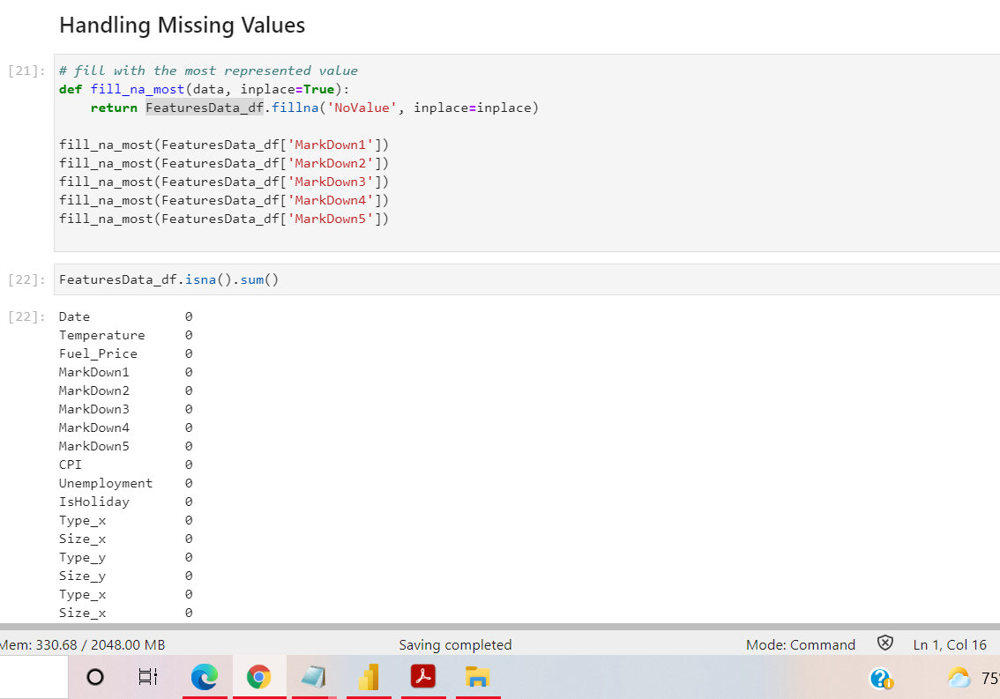 Handling Missing Values
[21]: # fill with the most represented value
def fill_na_most(data, inplace=True):
    return FeaturesData_df.fillna('NoValue', inplace=inplace)
fill_na_most(FeaturesData_df['MarkDown1'])
fill_na_most(FeaturesData_df['MarkDown2'])
fill_na_most(FeaturesData_df['MarkDown3'])
fill_na_most(FeaturesData_df['MarkDown4'])
fill_na_most(FeaturesData_df['MarkDown5'])
[22]: FeaturesData_df.isna().sum()
[22]: Date 0
Temperature 0
Fuel_Price 0
MarkDown1 0
MarkDown2 0
MarkDown3 0
MarkDown4 0
MarkDown5 0
CPI 0
Unemployment 0
IsHoliday 0
Type_x 0
Size_x 0
Type_y 0
Size_y 0
Type_x 0
Size_x 0
Mem: 330.68 / 2048.00 MB Saving completed Mode: Command Ln 1, Col 16
75°